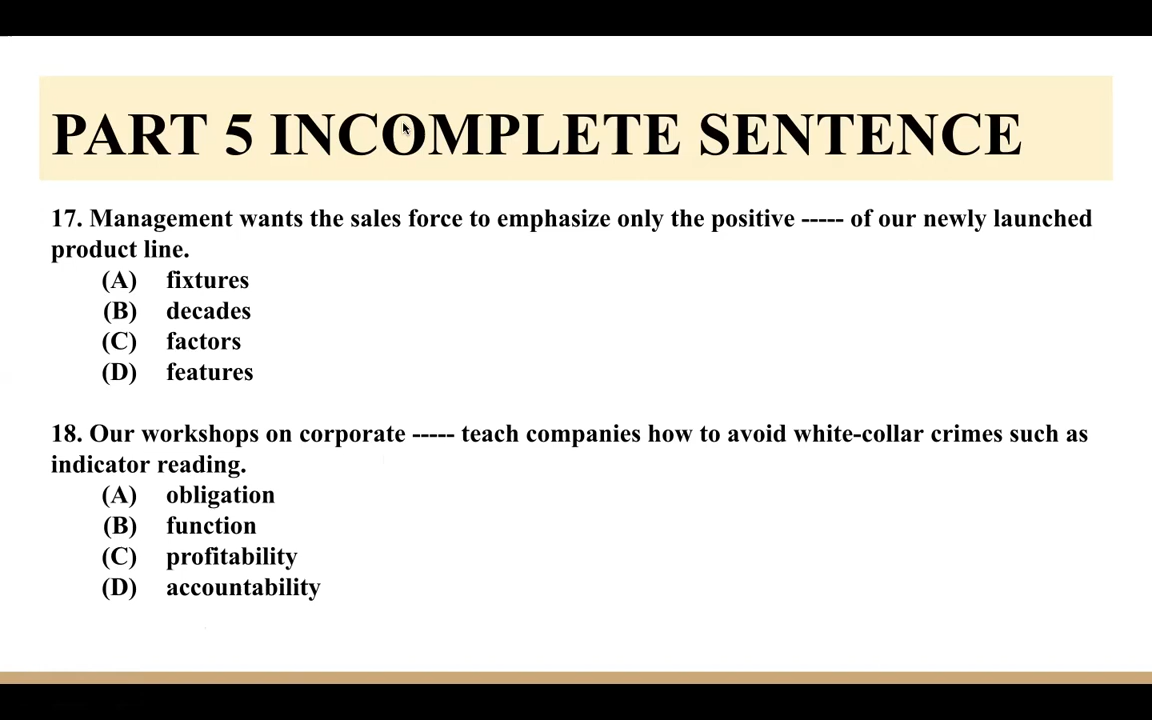 PART 5 INCOMPLETE SENTENCE
17. Management wants the sales force to emphasize only the positive ----- of our newly launched
product line.
(A) fixtures
(B) decades
(C) factors
(D) features
18. Our workshops on corporate ----- teach companies how to avoid white-collar crimes such as
indicator reading.
(A) obligation
(B) function
(C) profitability
(D) accountability